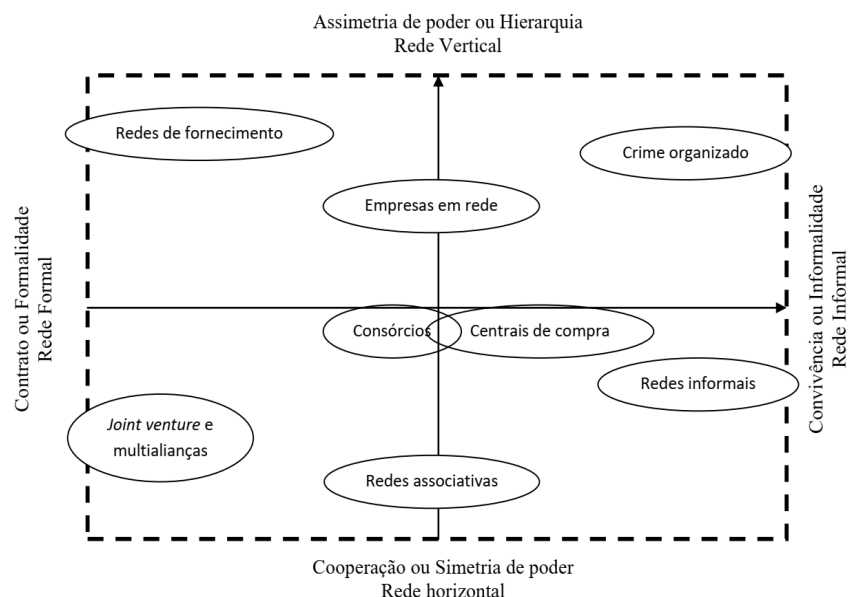 Assimetria de poder ou Hierarquia
Rede Vertical
Redes de fornecimento
Crime organizado
Empresas em rede
Contrato ou Formalidade
Rede Formal
Convivência ou Informalidade
Rede Informal
Consórcios
Centrais de compra
Redes informais
Joint venture e
multialianças
Redes associativas
Cooperação ou Simetria de poder
Rede horizontal